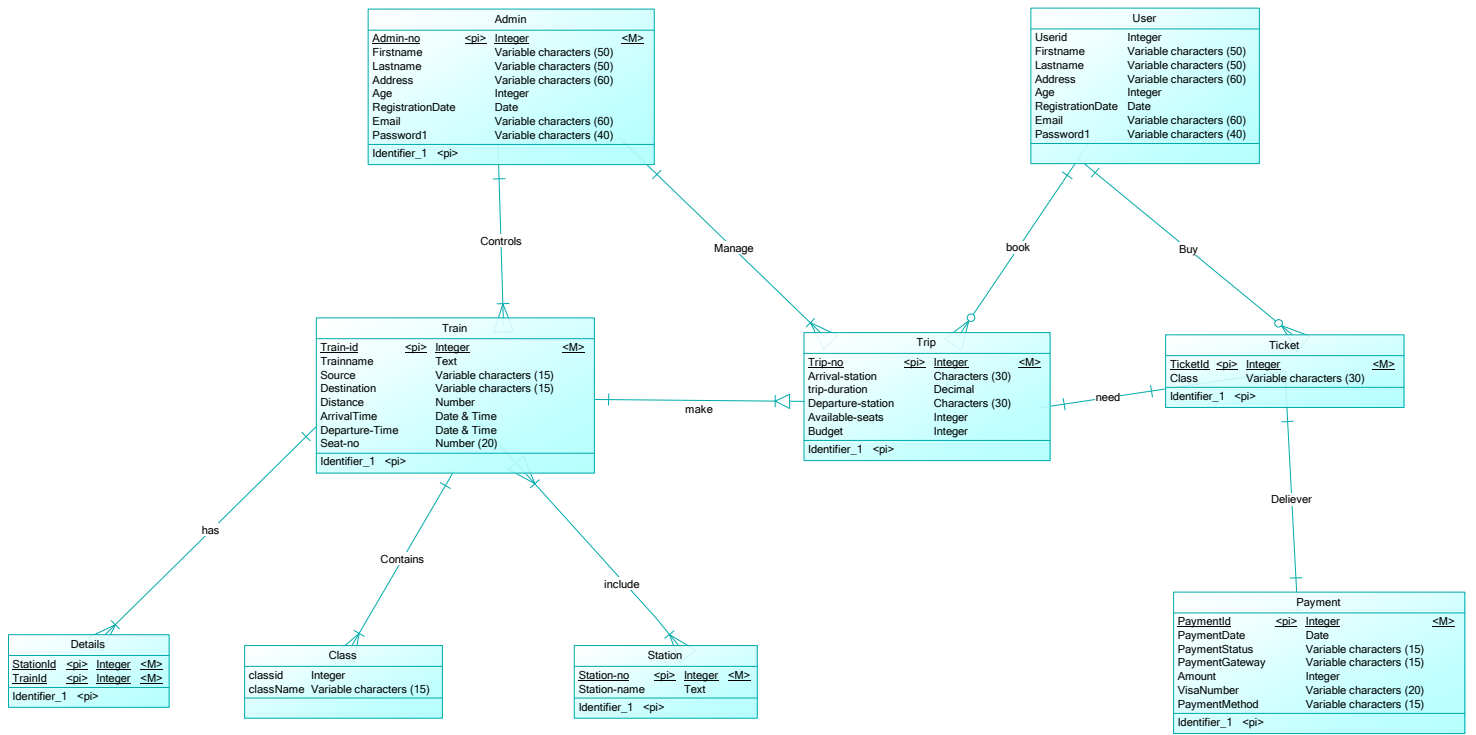 Admin
Admin-no <pi> Integer <M>
Firstname Variable characters (50)
Lastname Variable characters (50)
Address Variable characters (60)
Age Integer
RegistrationDate Date
Email Variable characters (60)
Password1 Variable characters (40)
Identifier_1 <pi>
User
Userid Integer
Firstname Variable characters (50)
Lastname Variable characters (50)
Address Variable characters (60)
Age Integer
RegistrationDate Date
Email Variable characters (60)
Password1 Variable characters (40)
Controls
Manage
book
Buy
Train
Train-id <pi> Integer <M>
Trainname Text
Source Variable characters (15)
Destination Variable characters (15)
Distance Number
ArrivalTime Date & Time
Departure-Time Date & Time
Seat-no Number (20)
Identifier_1 <pi>
make
Trip
Trip-no <pi> Integer <M>
Arrival-station Characters (30)
trip-duration Decimal
Departure-station Characters (30)
Available-seats Integer
Budget Integer
Identifier_1 <pi>
need
Ticket
TicketId <pi> Integer <M>
Class Variable characters (30)
Identifier_1 <pi>
has
Contains
include
Deliever
Details
StationId <pi> Integer <M>
TrainId <pi> Integer <M>
Identifier_1 <pi>
Class
classid Integer
className Variable characters (15)
Station
Station-no <pi> Integer <M>
Station-name Text
Identifier_1 <pi>
Payment
PaymentId <pi> Integer <M>
PaymentDate Date
PaymentStatus Variable characters (15)
PaymentGateway Variable characters (15)
Amount Integer
VisaNumber Variable characters (20)
PaymentMethod Variable characters (15)
Identifier_1 <pi>